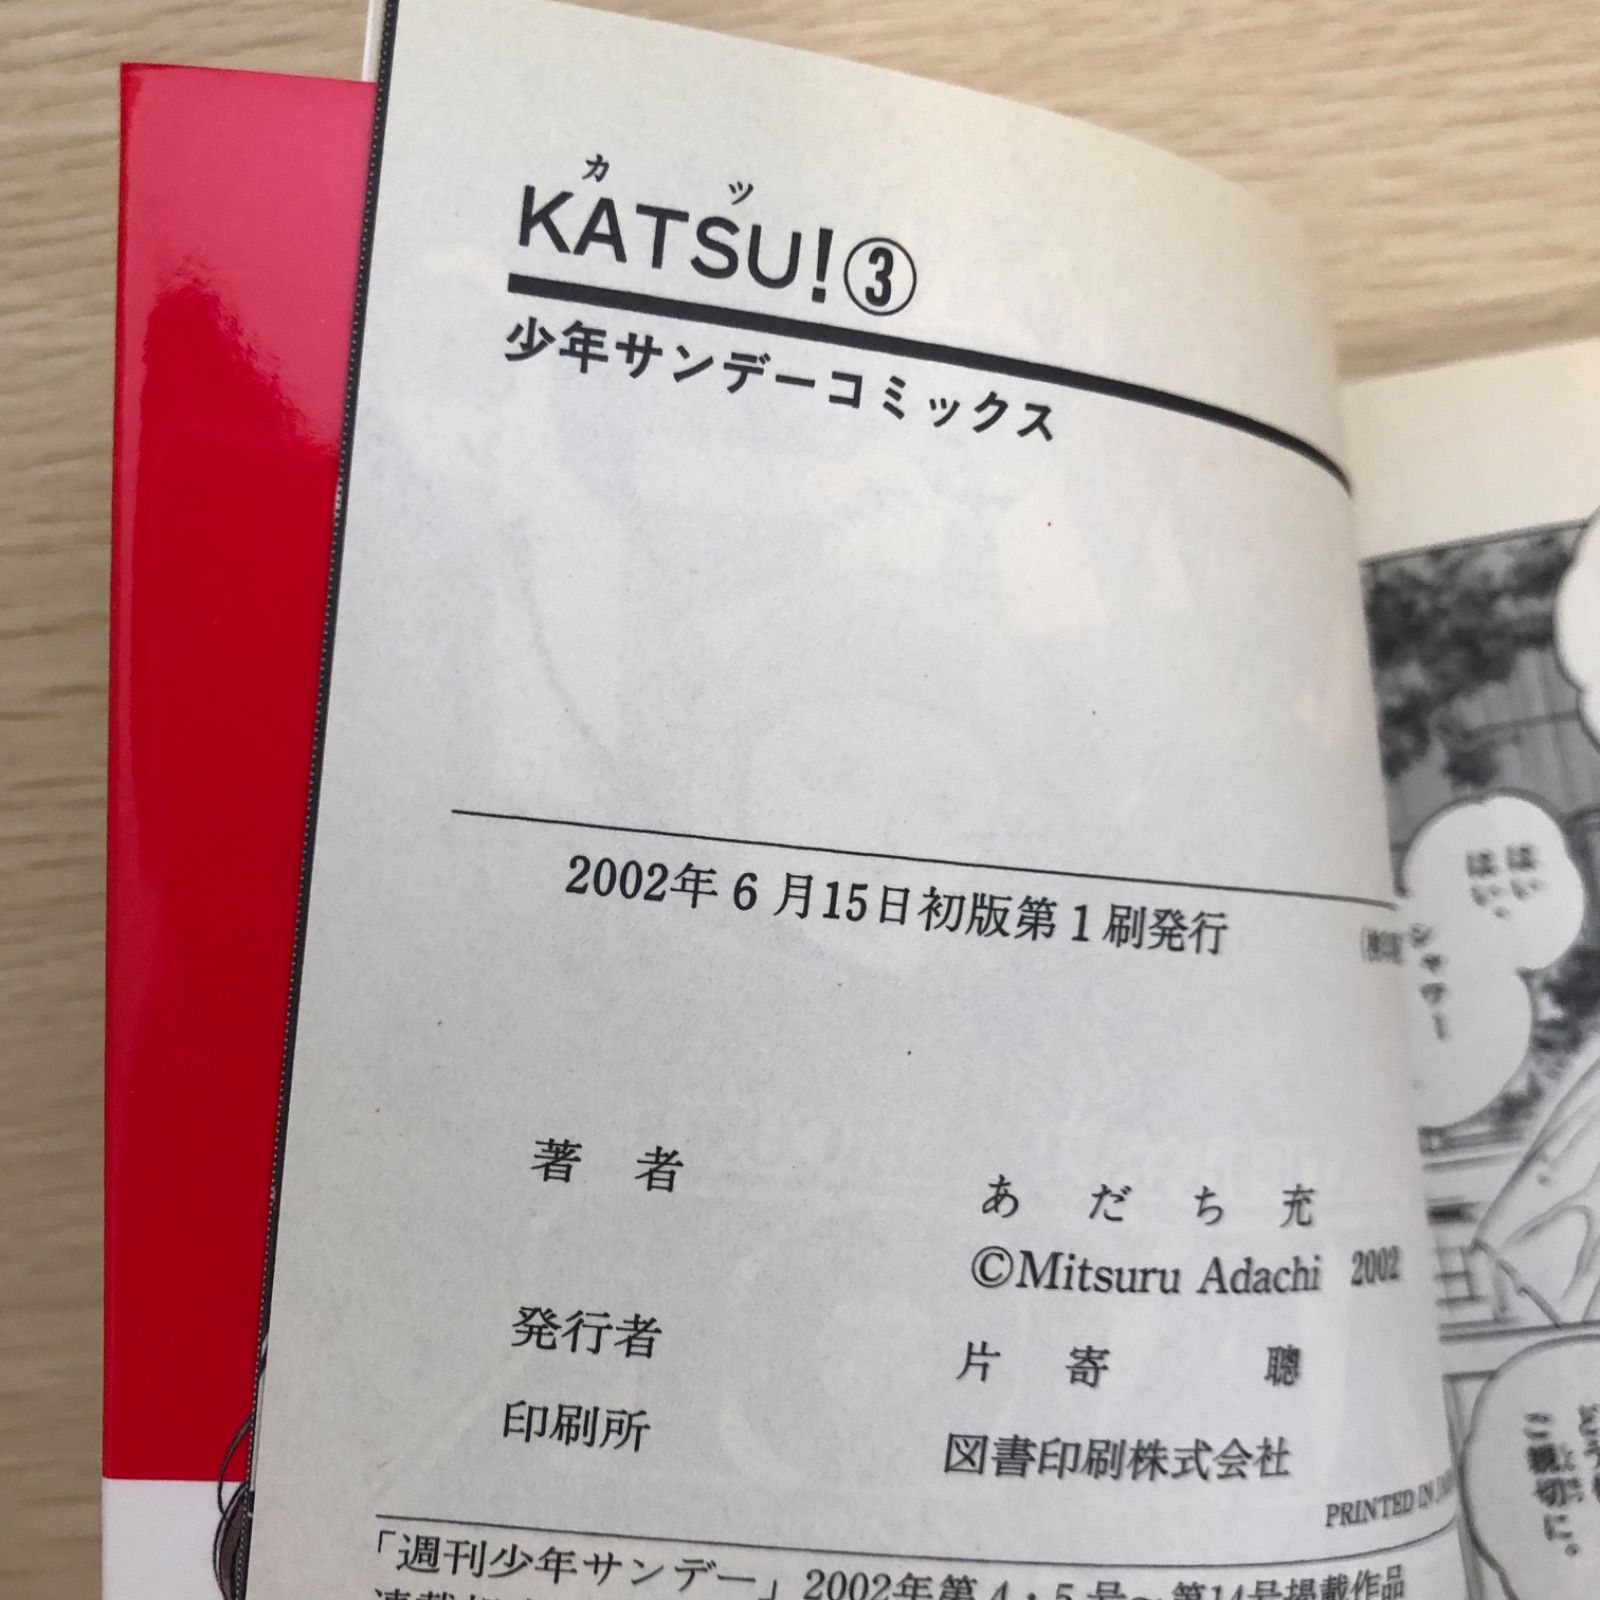 カツ
KATSU!③
少年サンデーコミックス
2002年6月15日初版第1刷発行
著者 あだち充
©Mitsuru Adachi 2002
発行者 片寄聰
印刷所 図書印刷株式会社
PRINTED IN
「週刊少年サンデー」2002年第4・5号～第14号掲載作品
はい
はい。
シャワー
ご親切に。